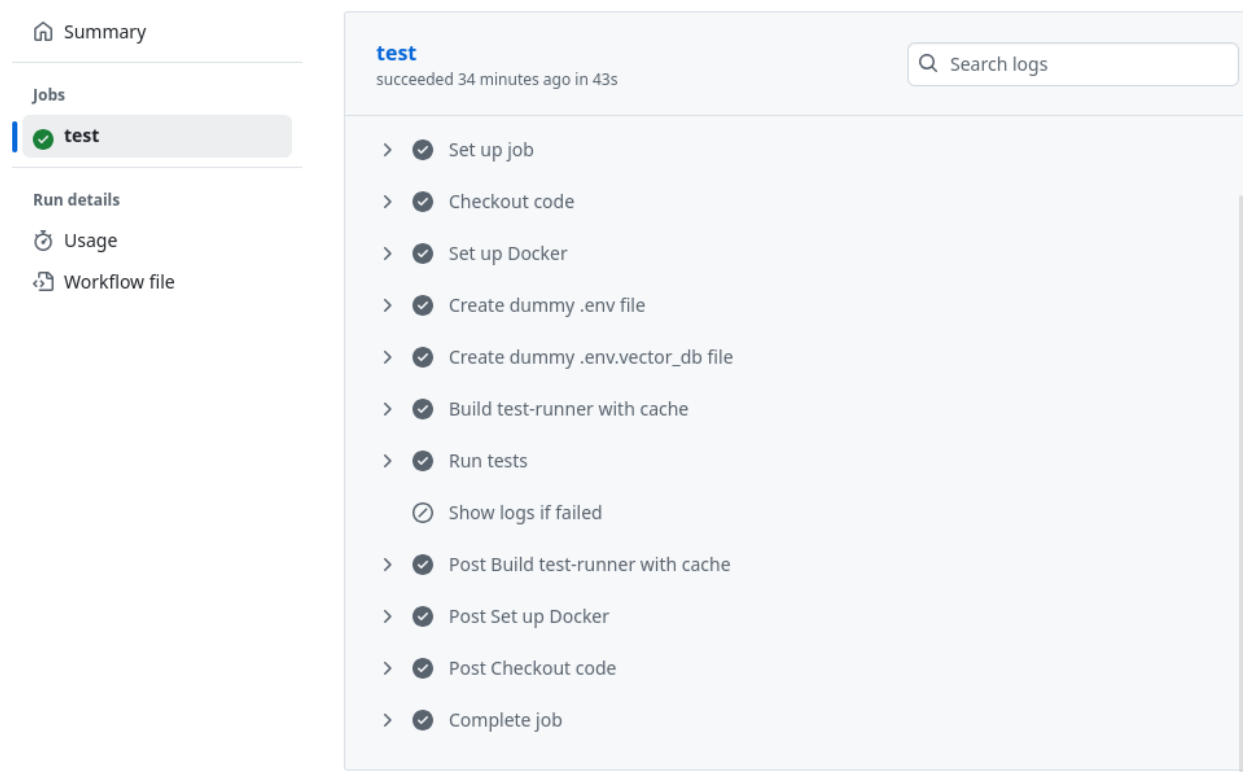 Summary
Jobs
test
Run details
Usage
Workflow file
test
succeeded 34 minutes ago in 43s
Search logs
Set up job
Checkout code
Set up Docker
Create dummy .env file
Create dummy .env.vector_db file
Build test-runner with cache
Run tests
Show logs if failed
Post Build test-runner with cache
Post Set up Docker
Post Checkout code
Complete job